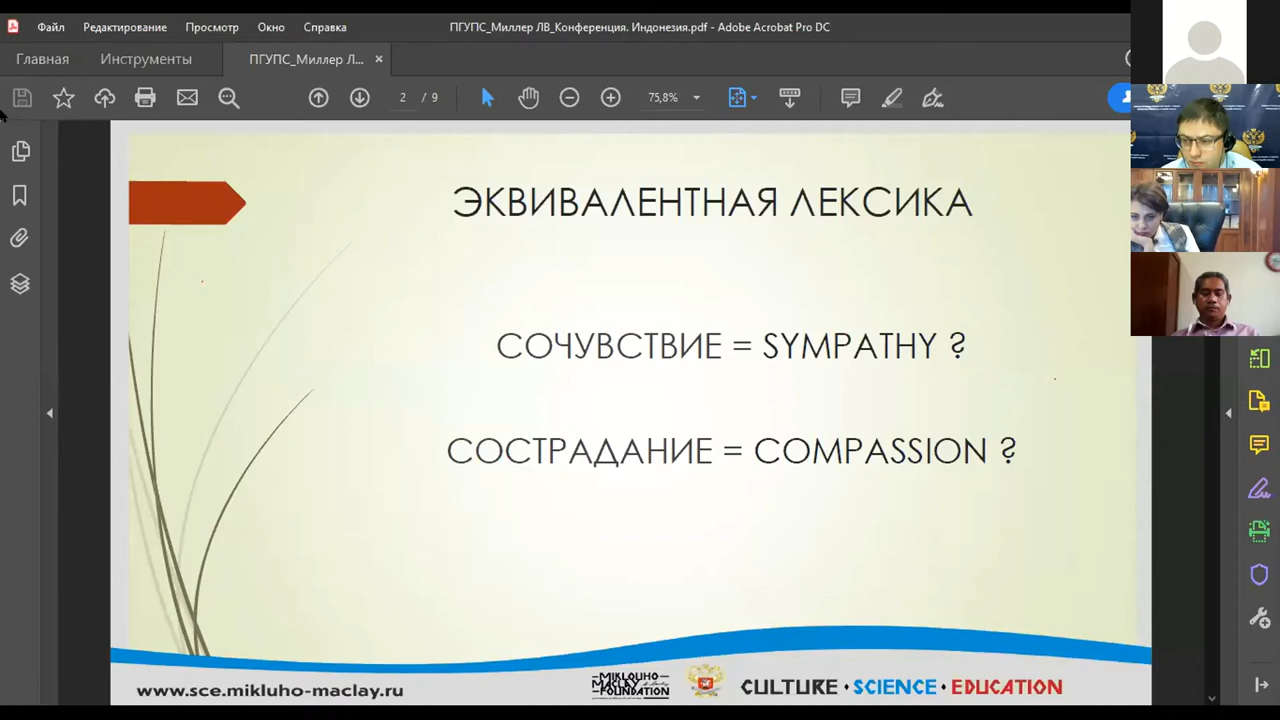 Файл Редактирование Просмотр Окно Справка
ПГУПС_Миллер ЛВ_Конференция. Индонезия.pdf - Adobe Acrobat Pro DC
Главная Инструменты ПГУПС_Миллер Л... ×
2 / 9 75,8%
ЭКВИВАЛЕНТНАЯ ЛЕКСИКА
СОЧУВСТВИЕ = SYMPATHY ?
СОСТРАДАНИЕ = COMPASSION ?
www.sce.mikluho-maclay.ru
MIKLOUHO
MACLAY
FOUNDATION
CULTURE · SCIENCE · EDUCATION